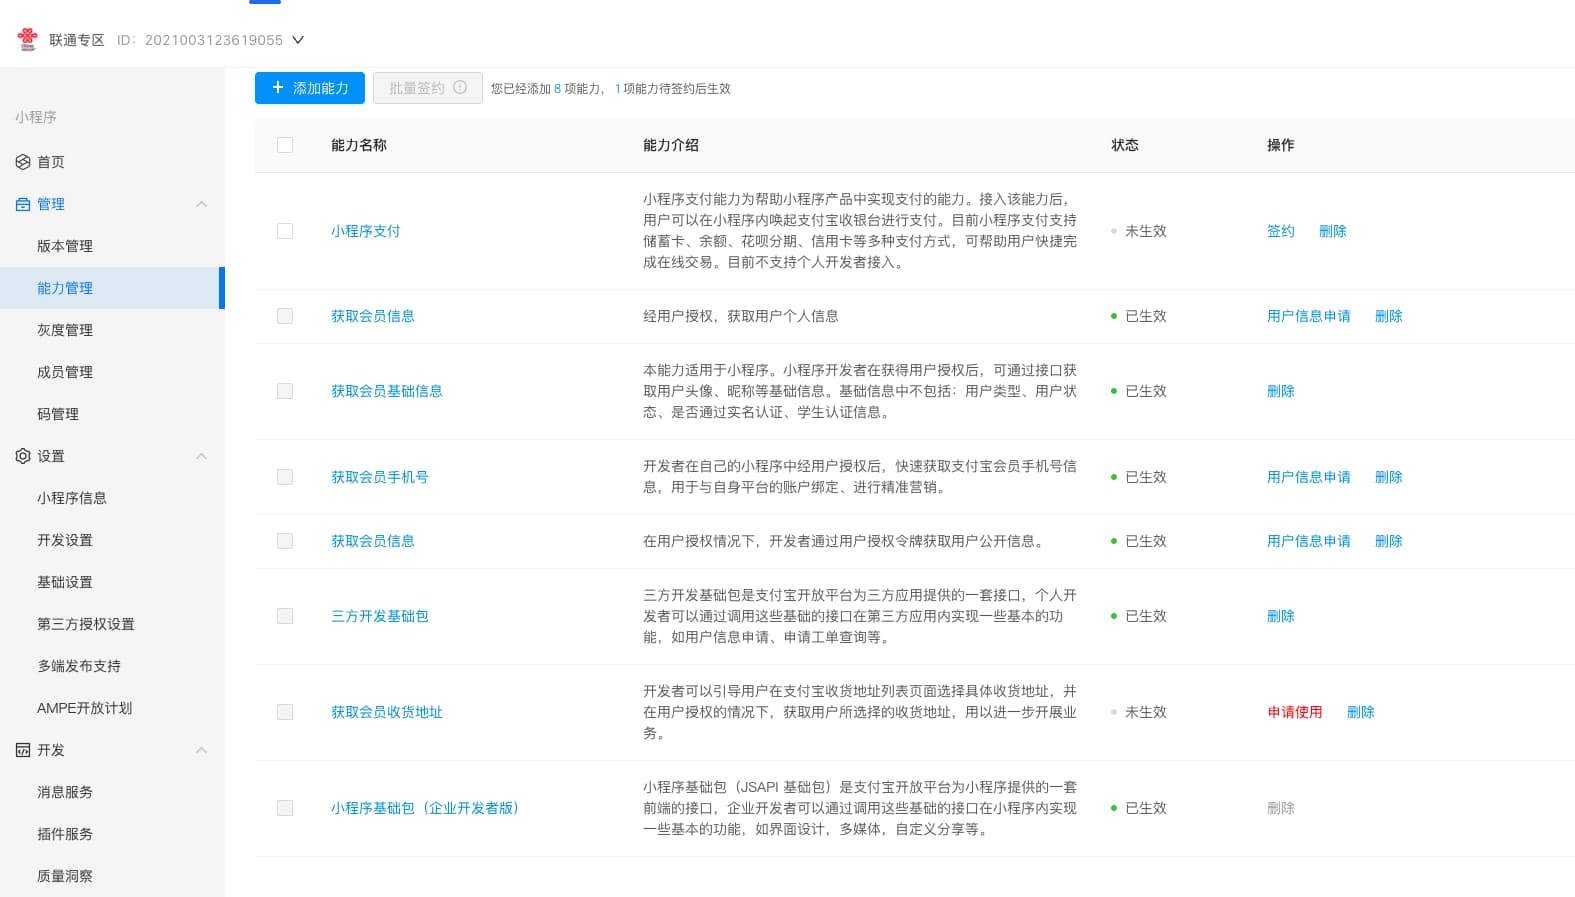 联通专区 ID：2021003123619055
小程序
首页
管理
版本管理
能力管理
灰度管理
成员管理
码管理
设置
小程序信息
开发设置
基础设置
第三方授权设置
多端发布支持
AMPE开放计划
开发
消息服务
插件服务
质量洞察
添加能力 批量签约 您已经添加 8 项能力， 1 项能力待签约后生效
能力名称 能力介绍 状态 操作
小程序支付
小程序支付能力为帮助小程序产品中实现支付的能力。接入该能力后，
用户可以在小程序内唤起支付宝收银台进行支付。目前小程序支付支持
储蓄卡、余额、花呗分期、信用卡等多种支付方式，可帮助用户快捷完
成在线交易。目前不支持个人开发者接入。
未生效 签约 删除
获取会员信息 经用户授权，获取用户个人信息 已生效 用户信息申请 删除
获取会员基础信息
本能力适用于小程序。小程序开发者在获得用户授权后，可通过接口获
取用户头像、昵称等基础信息。基础信息中不包括：用户类型、用户状
态、是否通过实名认证、学生认证信息。
已生效 删除
获取会员手机号
开发者在自己的小程序中经用户授权后，快速获取支付宝会员手机号信
息，用于与自身平台的账户绑定、进行精准营销。
已生效 用户信息申请 删除
获取会员信息 在用户授权情况下，开发者通过用户授权令牌获取用户公开信息。 已生效 用户信息申请 删除
三方开发基础包
三方开发基础包是支付宝开放平台为三方应用提供的一套接口，个人开
发者可以通过调用这些基础的接口在第三方应用内实现一些基本的功
能，如用户信息申请、申请工单查询等。
已生效 删除
获取会员收货地址
开发者可以引导用户在支付宝收货地址列表页面选择具体收货地址，并
在用户授权的情况下，获取用户所选择的收货地址，用以进一步开展业
务。
未生效 申请使用 删除
小程序基础包（企业开发者版）
小程序基础包（JSAPI 基础包）是支付宝开放平台为小程序提供的一套
前端的接口，企业开发者可以通过调用这些基础的接口在小程序内实现
一些基本的功能，如界面设计，多媒体，自定义分享等。
已生效 删除